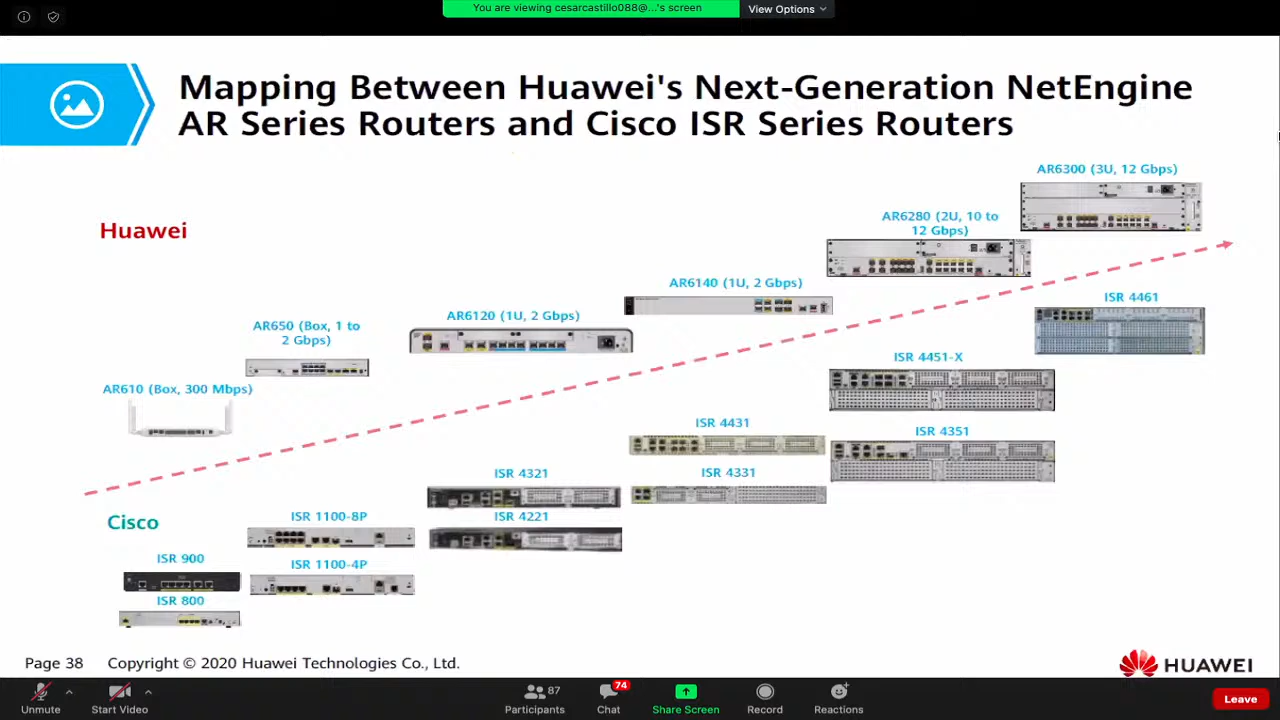 You are viewing cesarcastillo088@...'s screen
View Options
Mapping Between Huawei's Next-Generation NetEngine
AR Series Routers and Cisco ISR Series Routers
AR6300 (3U, 12 Gbps)
AR6280 (2U, 10 to
12 Gbps)
Huawei
AR6140 (1U, 2 Gbps)
ISR 4461
AR6120 (1U, 2 Gbps)
AR650 (Box, 1 to
2 Gbps)
ISR 4451-X
AR610 (Box, 300 Mbps)
ISR 4431
ISR 4351
ISR 4321
ISR 4331
Cisco
ISR 1100-8P
ISR 4221
ISR 900
ISR 1100-4P
ISR 800
Page 38
Copyright © 2020 Huawei Technologies Co., Ltd.
HUAWEI
Unmute
Start Video
87
Participants
74
Chat
Share Screen
Record
Reactions
Leave